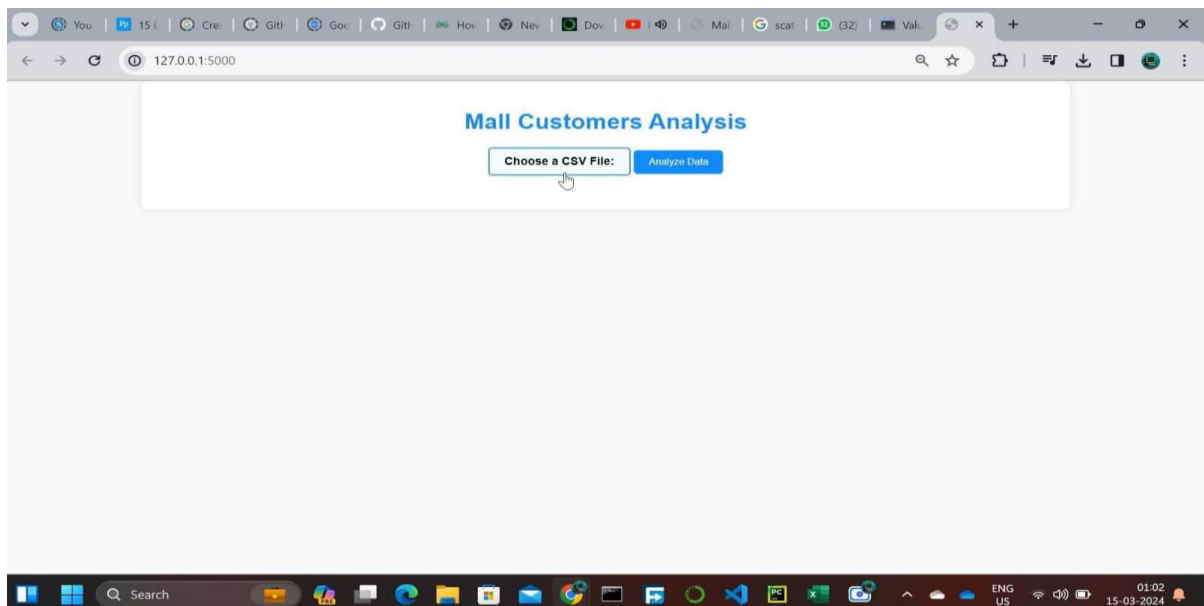 You 15 ( Cre Gith Goo Gith Hov Nev Dov Mal scat (32) Valu
127.0.0.1:5000
Mall Customers Analysis
Choose a CSV File: Analyze Data
Search ENG 01:02
US 15-03-2024